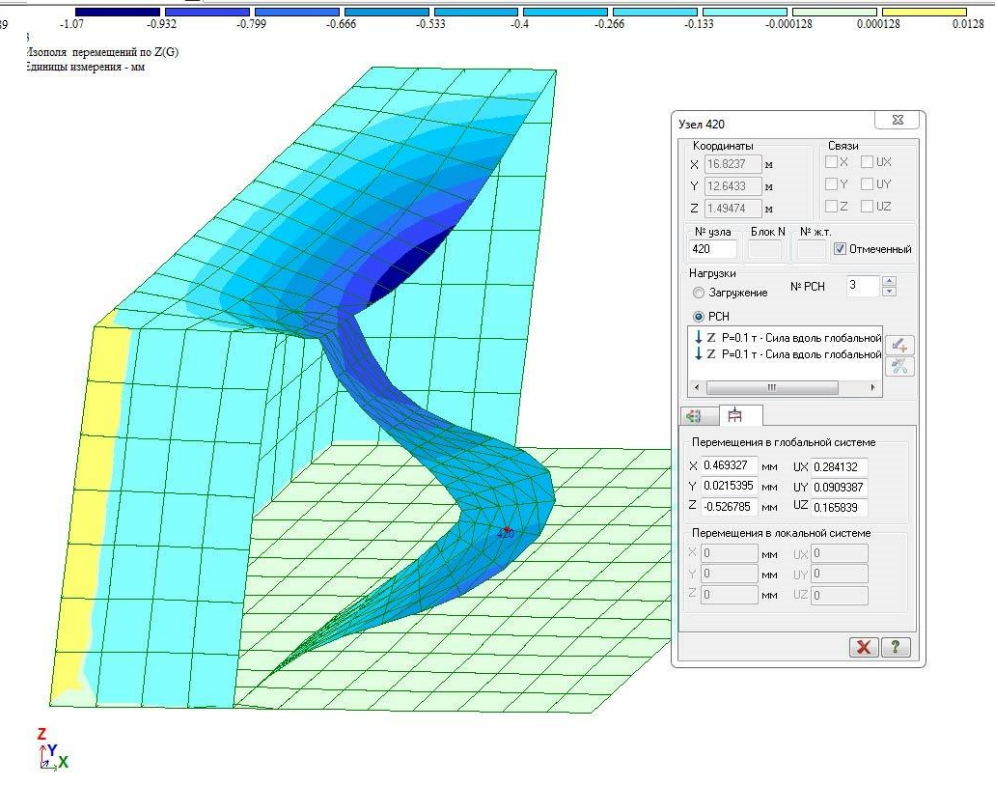 89 -1.07 -0.932 -0.799 -0.666 -0.533 -0.4 -0.266 -0.133 -0.000128 0.000128 0.0128
Изополя перемещений по Z(G)
Единицы измерения - мм
Узел 420
Координаты Связи
X 16.8237 м X UX
Y 12.6433 м Y UY
Z 1.49474 м Z UZ
№ узла Блок N № ж.т.
420 Отмеченный
Нагрузки
Загружение № РСН 3
РСН
Z P=0.1 т - Сила вдоль глобальной
Z P=0.1 т - Сила вдоль глобальной
Перемещения в глобальной системе
X 0.469327 мм UX 0.284132
Y 0.0215395 мм UY 0.0909387
Z -0.526785 мм UZ 0.165839
Перемещения в локальной системе
X 0 мм UX 0
Y 0 мм UY 0
Z 0 мм UZ 0
?
420
Z
Y
X